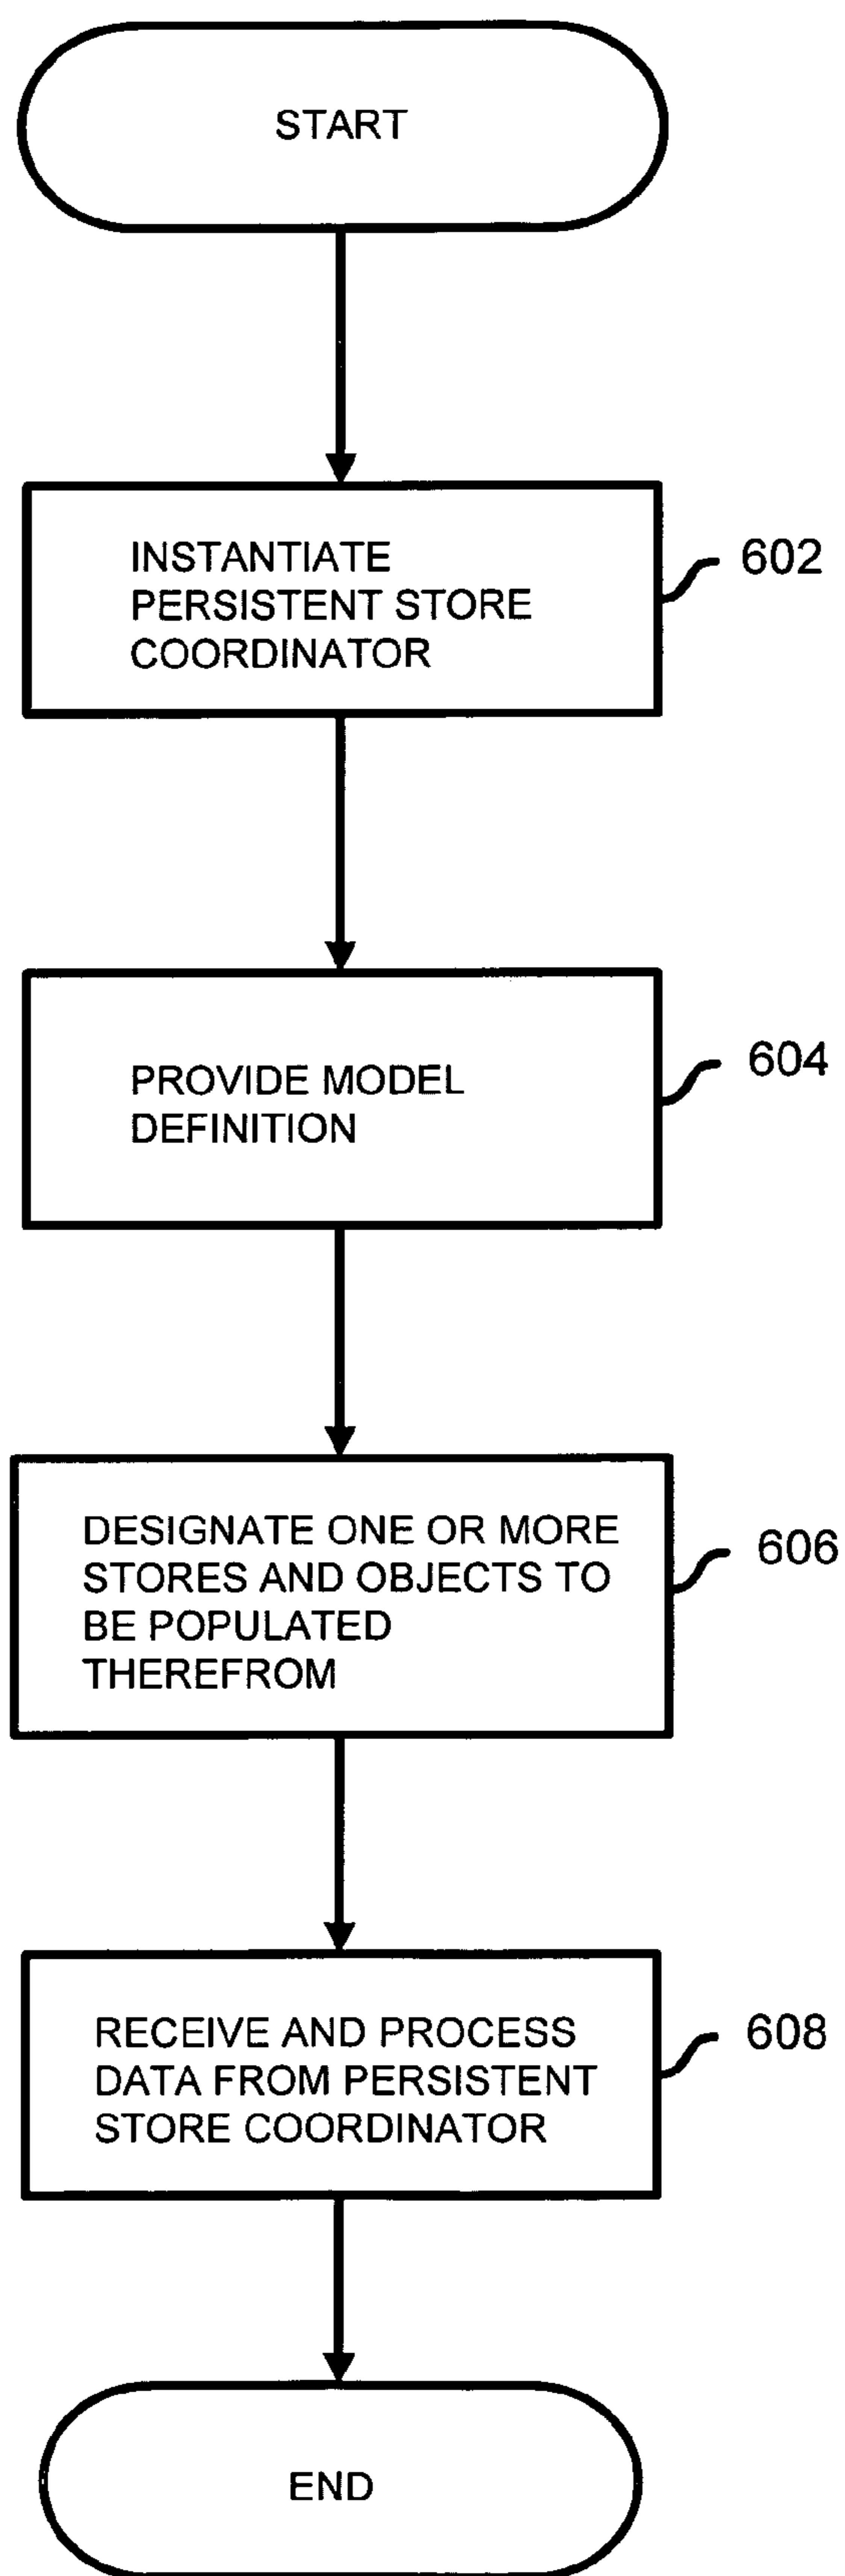 START
INSTANTIATE
PERSISTENT STORE
COORDINATOR
602
PROVIDE MODEL
DEFINITION
604
DESIGNATE ONE OR MORE
STORES AND OBJECTS TO
BE POPULATED
THEREFROM
606
RECEIVE AND PROCESS
DATA FROM PERSISTENT
STORE COORDINATOR
608
END